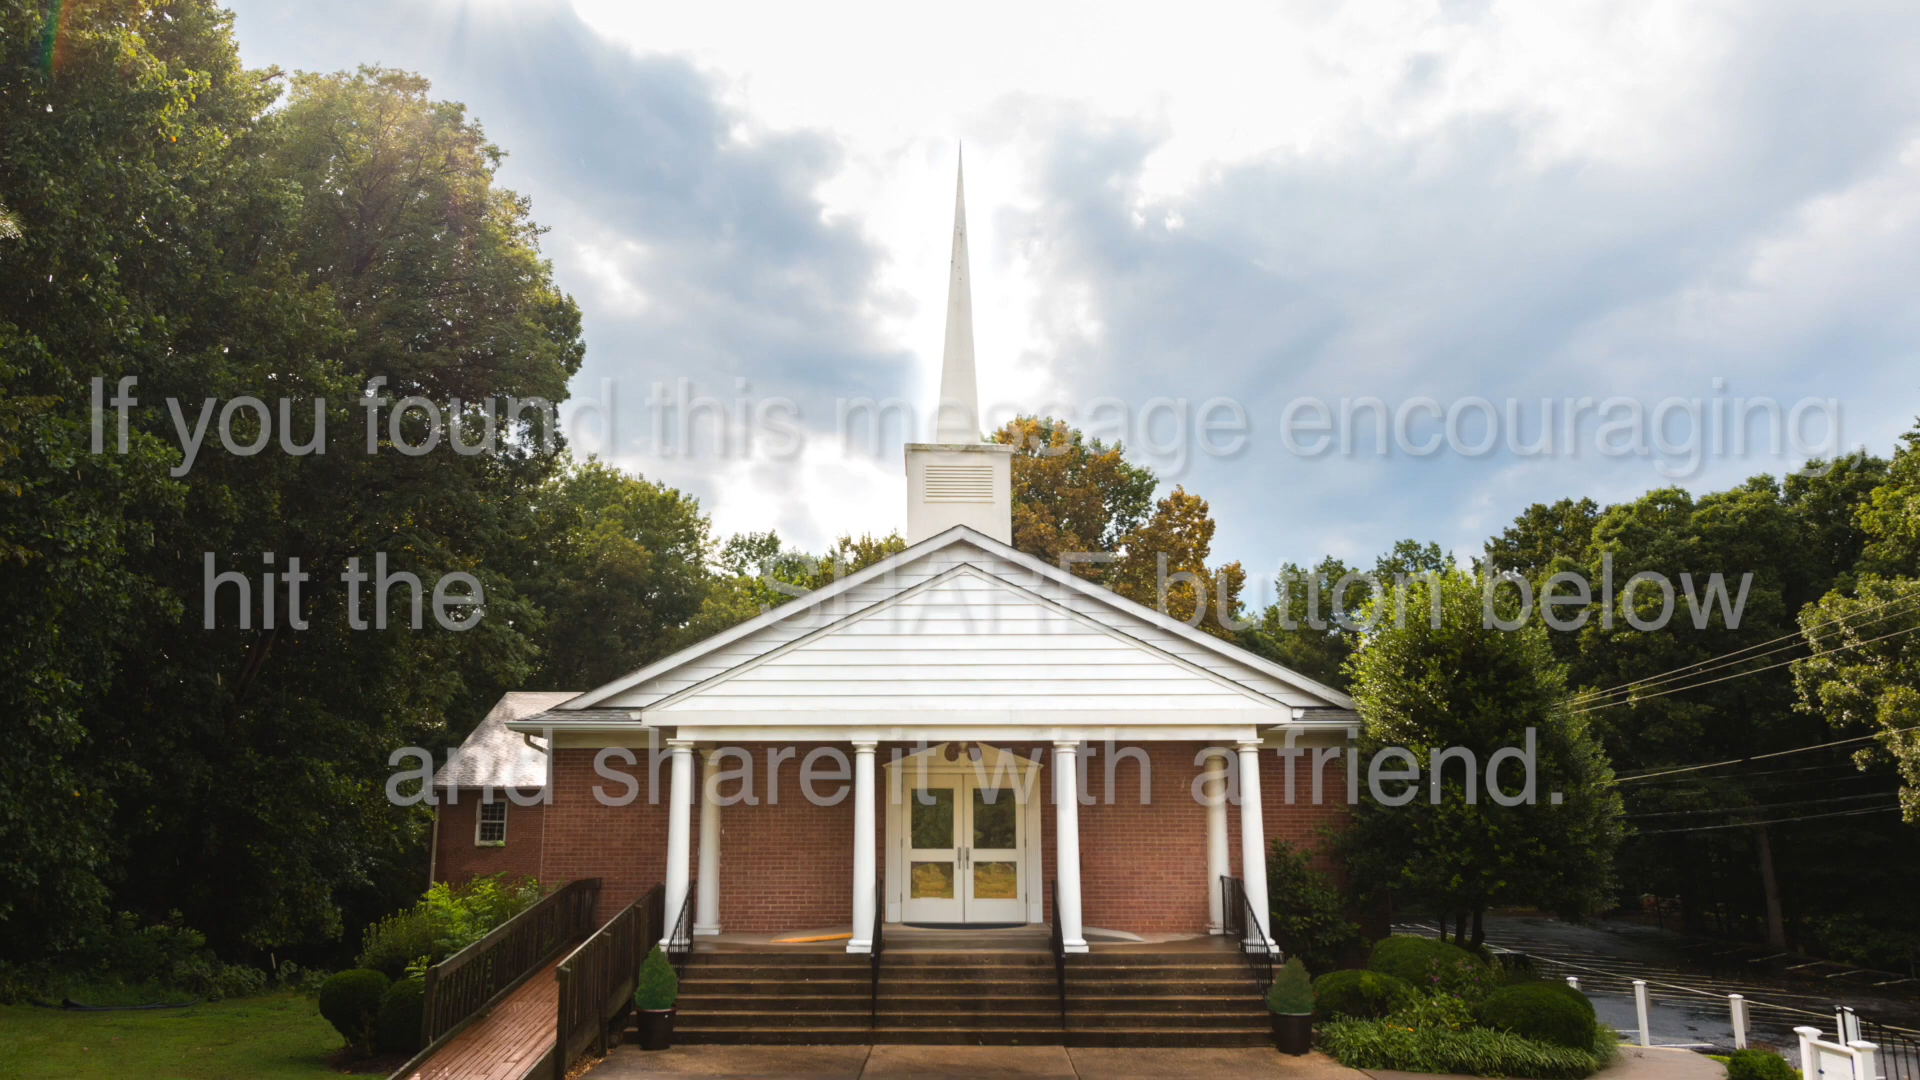 If you found this message encouraging,
hit the SHARE button below
and share it with a friend.